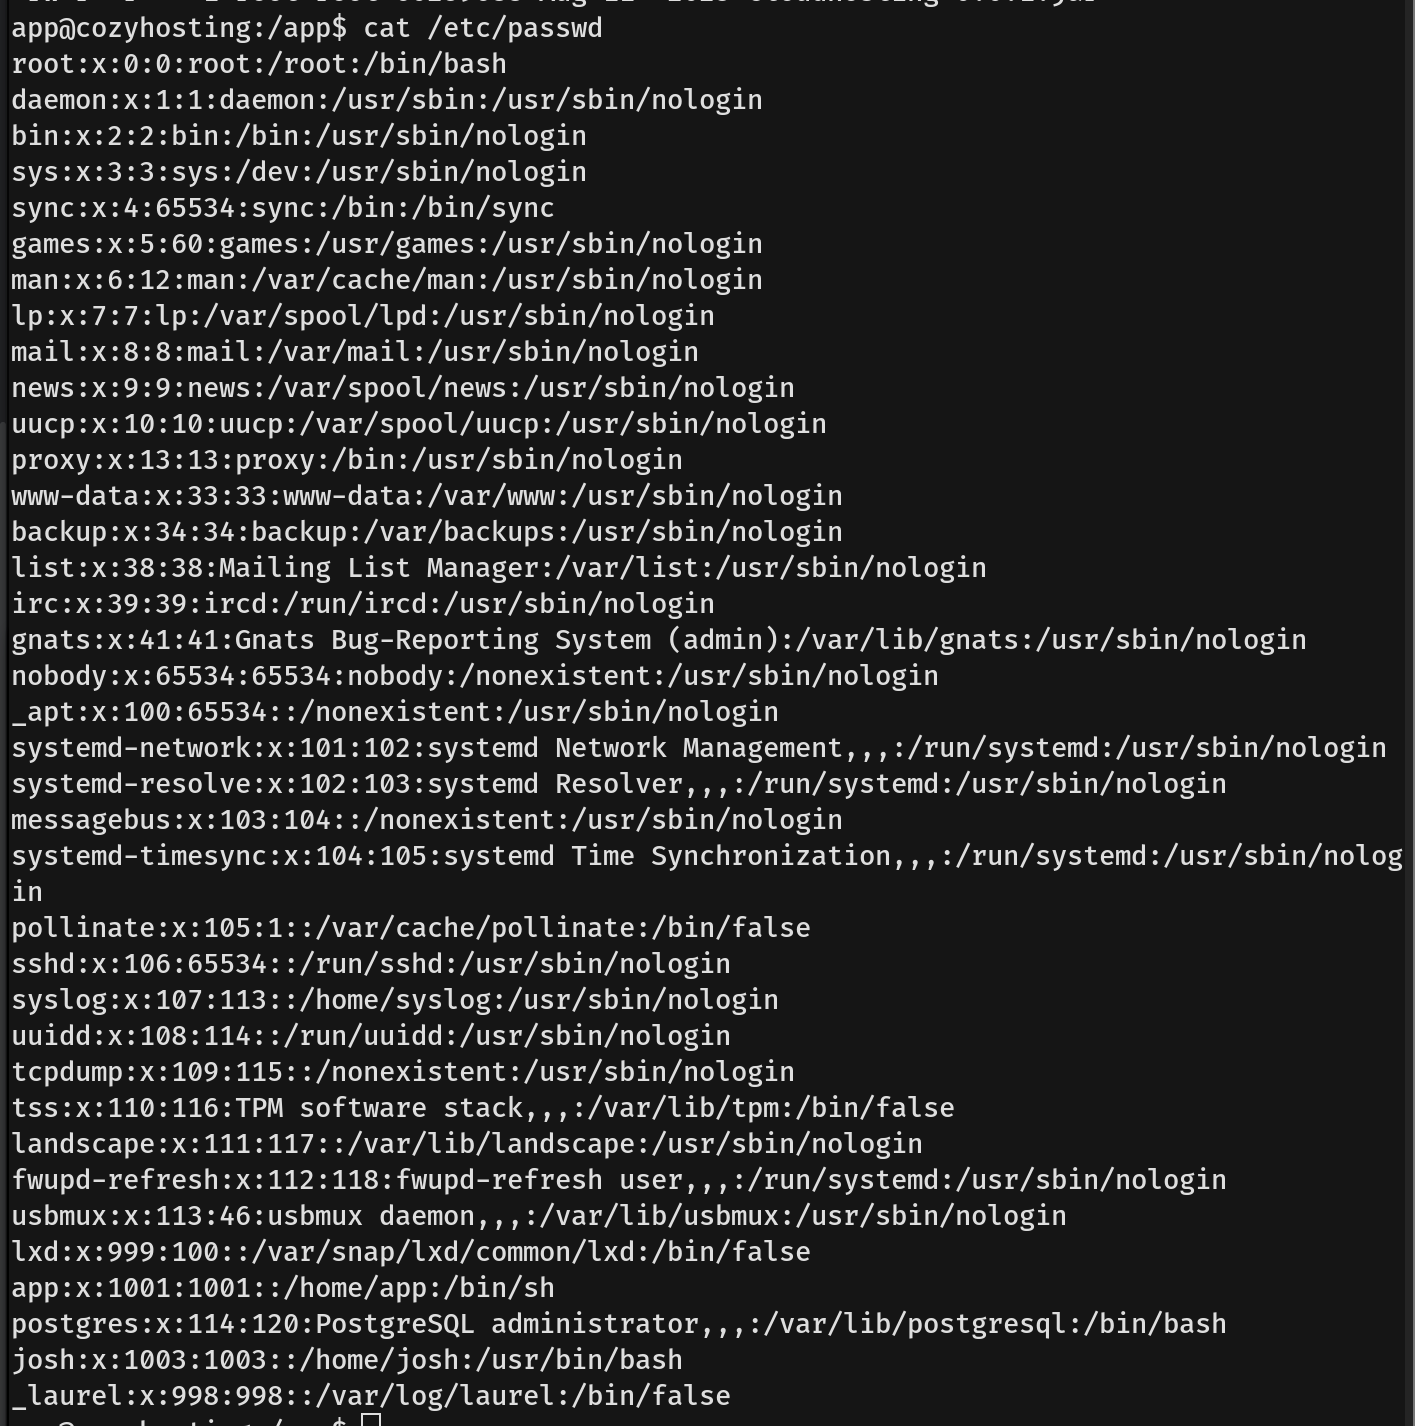 app@cozyhosting:/app$ cat /etc/passwd
root:x:0:0:root:/root:/bin/bash
daemon:x:1:1:daemon:/usr/sbin:/usr/sbin/nologin
bin:x:2:2:bin:/bin:/usr/sbin/nologin
sys:x:3:3:sys:/dev:/usr/sbin/nologin
sync:x:4:65534:sync:/bin:/bin/sync
games:x:5:60:games:/usr/games:/usr/sbin/nologin
man:x:6:12:man:/var/cache/man:/usr/sbin/nologin
lp:x:7:7:lp:/var/spool/lpd:/usr/sbin/nologin
mail:x:8:8:mail:/var/mail:/usr/sbin/nologin
news:x:9:9:news:/var/spool/news:/usr/sbin/nologin
uucp:x:10:10:uucp:/var/spool/uucp:/usr/sbin/nologin
proxy:x:13:13:proxy:/bin:/usr/sbin/nologin
www-data:x:33:33:www-data:/var/www:/usr/sbin/nologin
backup:x:34:34:backup:/var/backups:/usr/sbin/nologin
list:x:38:38:Mailing List Manager:/var/list:/usr/sbin/nologin
irc:x:39:39:ircd:/run/ircd:/usr/sbin/nologin
gnats:x:41:41:Gnats Bug-Reporting System (admin):/var/lib/gnats:/usr/sbin/nologin
nobody:x:65534:65534:nobody:/nonexistent:/usr/sbin/nologin
_apt:x:100:65534::/nonexistent:/usr/sbin/nologin
systemd-network:x:101:102:systemd Network Management,,,:/run/systemd:/usr/sbin/nologin
systemd-resolve:x:102:103:systemd Resolver,,,:/run/systemd:/usr/sbin/nologin
messagebus:x:103:104::/nonexistent:/usr/sbin/nologin
systemd-timesync:x:104:105:systemd Time Synchronization,,,:/run/systemd:/usr/sbin/nolog
in
pollinate:x:105:1::/var/cache/pollinate:/bin/false
sshd:x:106:65534::/run/sshd:/usr/sbin/nologin
syslog:x:107:113::/home/syslog:/usr/sbin/nologin
uuidd:x:108:114::/run/uuidd:/usr/sbin/nologin
tcpdump:x:109:115::/nonexistent:/usr/sbin/nologin
tss:x:110:116:TPM software stack,,,:/var/lib/tpm:/bin/false
landscape:x:111:117::/var/lib/landscape:/usr/sbin/nologin
fwupd-refresh:x:112:118:fwupd-refresh user,,,:/run/systemd:/usr/sbin/nologin
usbmux:x:113:46:usbmux daemon,,,:/var/lib/usbmux:/usr/sbin/nologin
lxd:x:999:100::/var/snap/lxd/common/lxd:/bin/false
app:x:1001:1001::/home/app:/bin/sh
postgres:x:114:120:PostgreSQL administrator,,,:/var/lib/postgresql:/bin/bash
josh:x:1003:1003::/home/josh:/usr/bin/bash
_laurel:x:998:998::/var/log/laurel:/bin/false